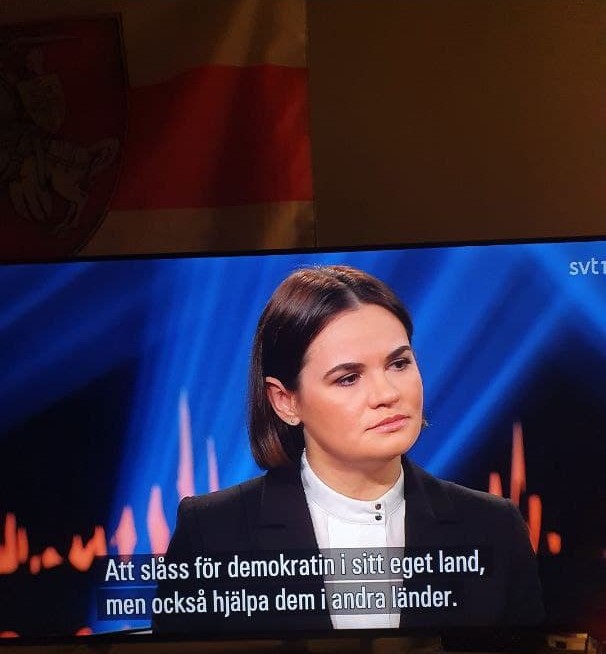 svt1
Att slåss för demokratin i sitt eget land,
men också hjälpa dem i andra länder.